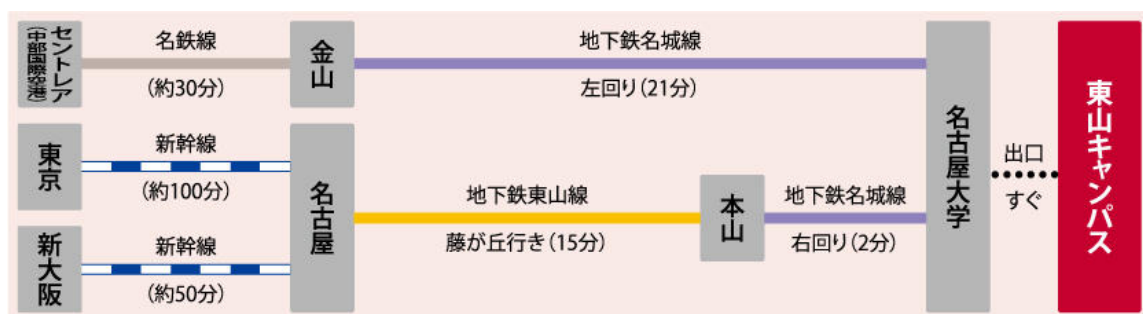 セントレア
(中部国際空港)
名鉄線
(約30分)
金山
地下鉄名城線
左回り(21分)
東京
新幹線
(約100分)
新大阪
新幹線
(約50分)
名古屋
地下鉄東山線
藤が丘行き(15分)
本山
地下鉄名城線
右回り(2分)
名古屋大学
出口
すぐ
東山キャンパス